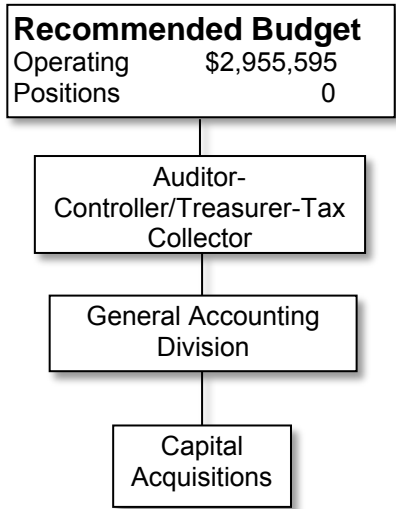 Recommended Budget
Operating $2,955,595
Positions 0
Auditor-
Controller/Treasurer-Tax
Collector
General Accounting
Division
Capital
Acquisitions